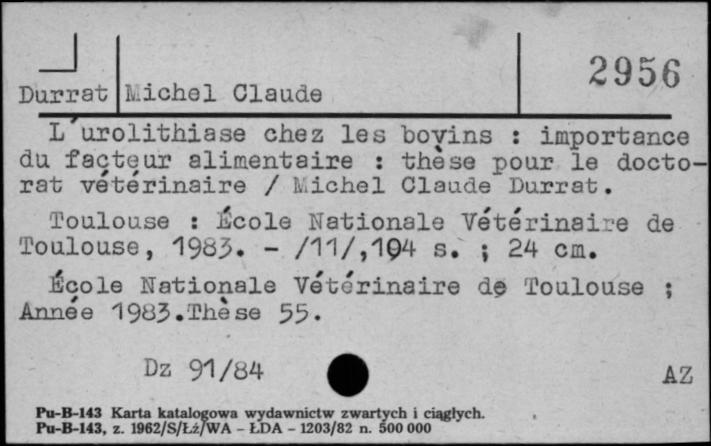 2956
Durrat Michel Claude
L'urolithiase chez les bovins : importance
du facteur alimentaire : thèse pour le docto-
rat vétérinaire / Michel Claude Durrat.
Toulouse : École Nationale Vétérinaire de
Toulouse, 1983. - /11/,194 s. ; 24 cm.
École Nationale Vétérinaire de Toulouse ;
Année 1983.Thèse 55.
Dz 91/84
AZ
Pu-B-143 Karta katalogowa wydawnictw zwartych i ciągłych.
Pu-B-143, z. 1962/S/Łź/WA - ŁDA - 1203/82 n. 500 000